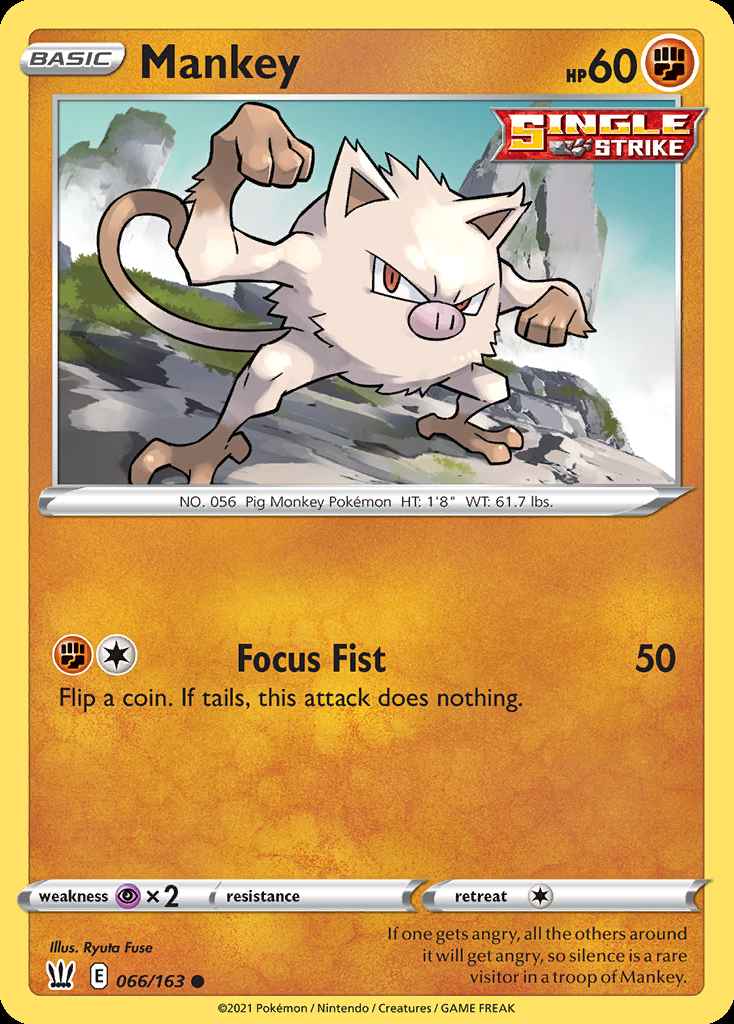 BASIC Mankey HP60
SINGLE
STRIKE
NO. 056 Pig Monkey Pokémon HT: 1'8" WT: 61.7 lbs.
Focus Fist 50
Flip a coin. If tails, this attack does nothing.
weakness ×2 resistance retreat
Illus. Ryuta Fuse
If one gets angry, all the others around
it will get angry, so silence is a rare
visitor in a troop of Mankey.
E 066/163
©2021 Pokémon / Nintendo / Creatures / GAME FREAK